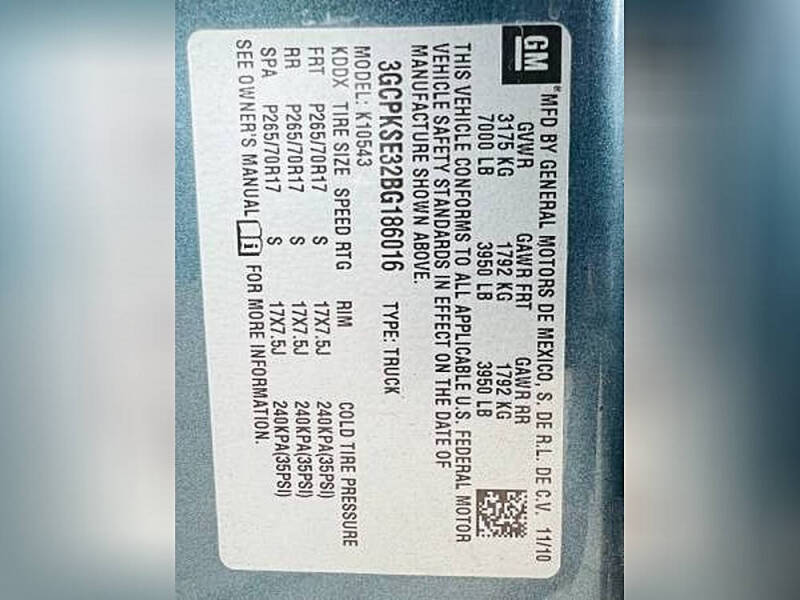 GM
® MFD BY GENERAL MOTORS DE MEXICO, S. DE R.L. DE C.V. 11/10
GVWR GAWR FRT GAWR RR
3175 KG 1792 KG 1792 KG
7000 LB 3950 LB 3950 LB
THIS VEHICLE CONFORMS TO ALL APPLICABLE U.S. FEDERAL MOTOR
VEHICLE SAFETY STANDARDS IN EFFECT ON THE DATE OF
MANUFACTURE SHOWN ABOVE.
3GCPKSE32BG186016 TYPE: TRUCK
MODEL: K10543
KDDX TIRE SIZE SPEED RTG RIM COLD TIRE PRESSURE
FRT P265/70R17 S 17X7.5J 240KPA(35PSI)
RR P265/70R17 S 17X7.5J 240KPA(35PSI)
SPA P265/70R17 S 17X7.5J 240KPA(35PSI)
SEE OWNER'S MANUAL i FOR MORE INFORMATION.